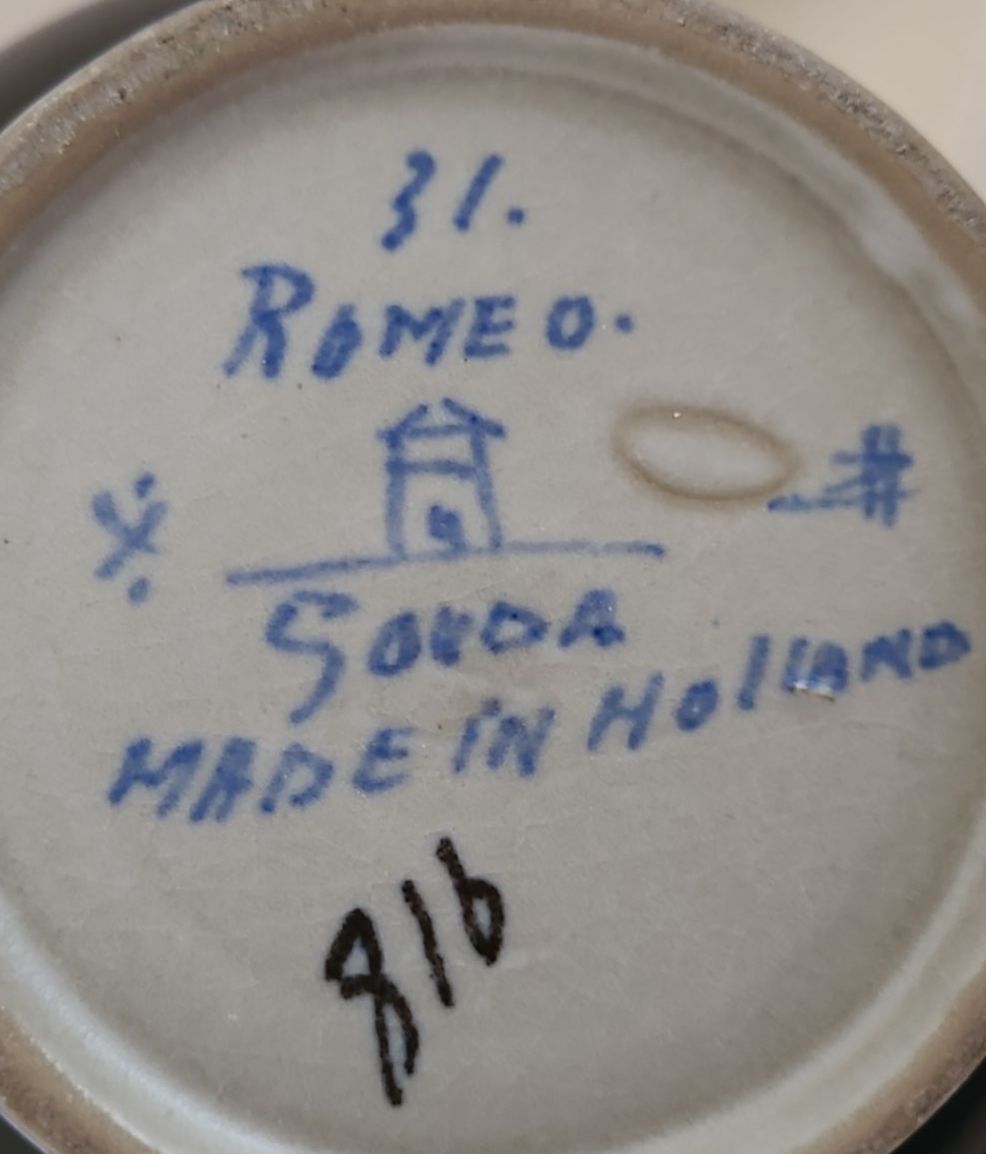 31.
ROMEO.
GOUDA
MADE IN HOLLAND
816